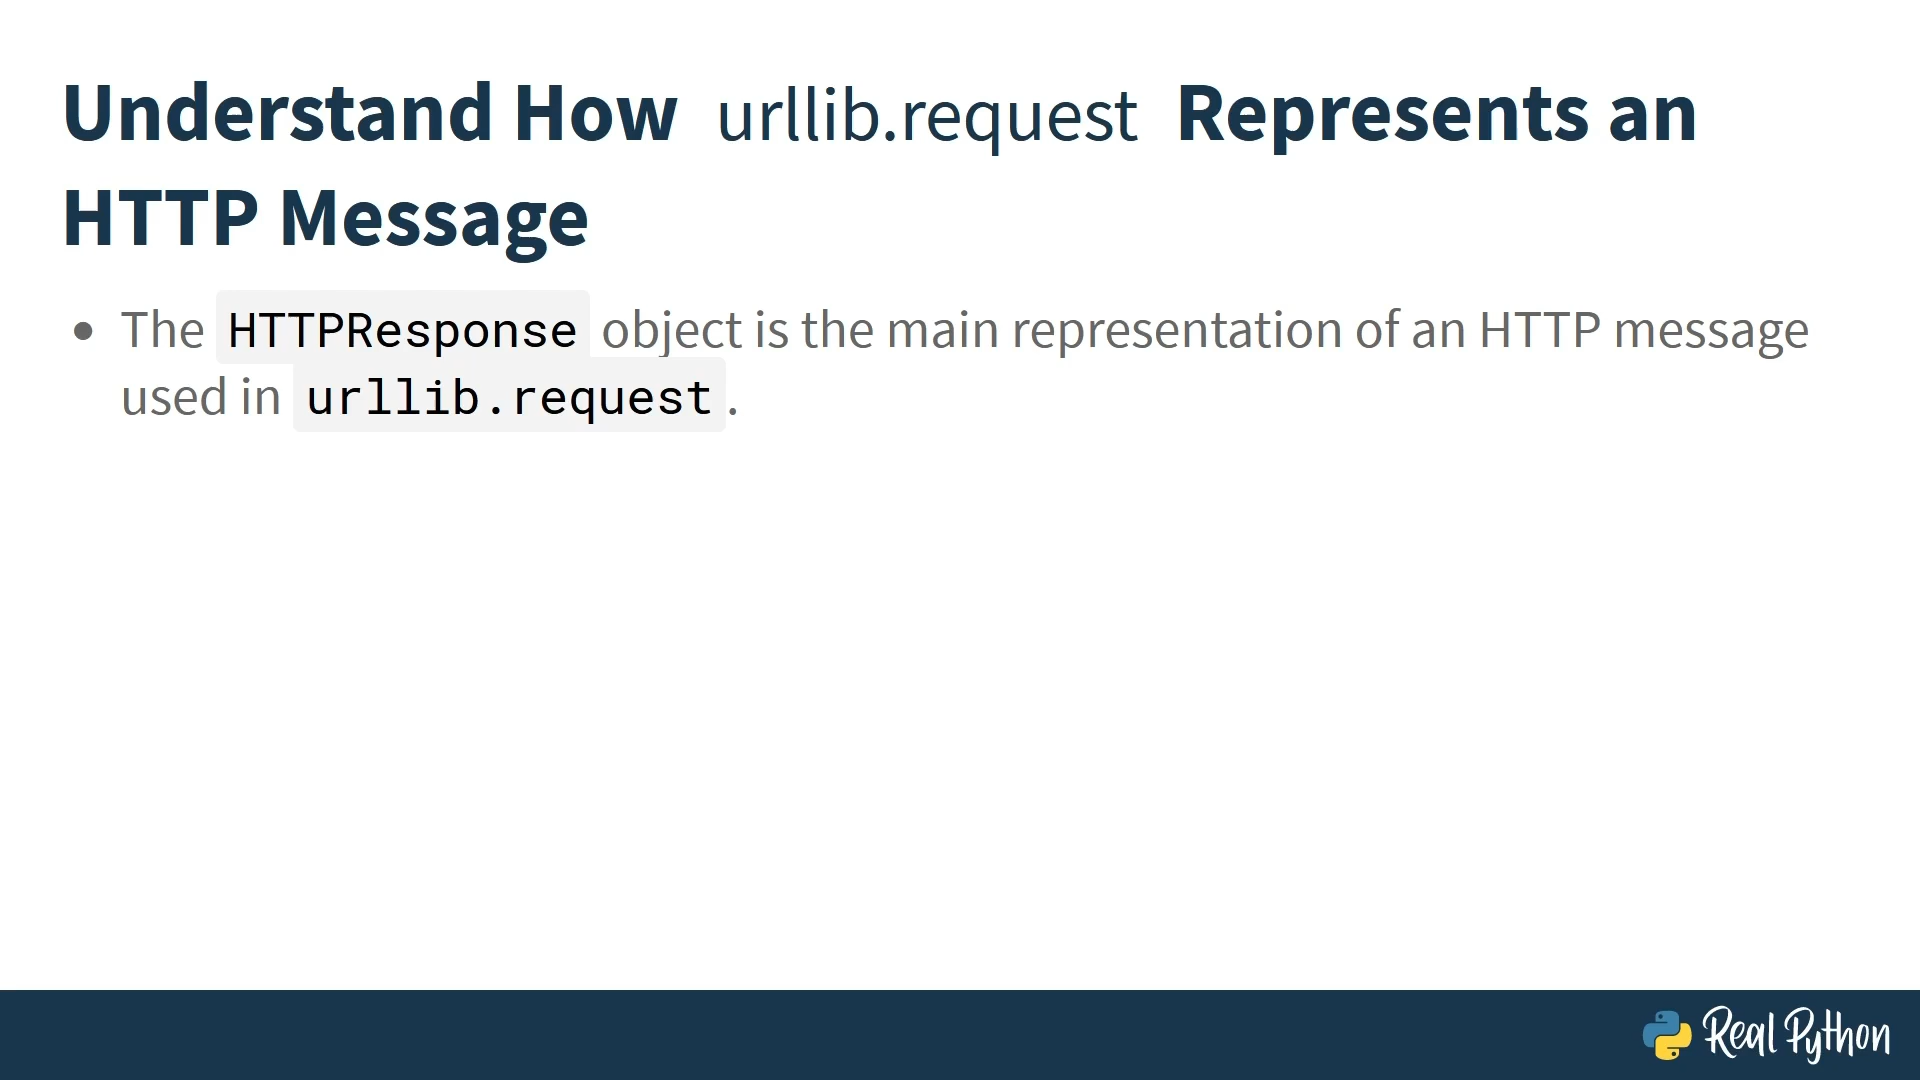 Understand How urllib.request Represents an
HTTP Message
• The HTTPResponse object is the main representation of an HTTP message
used in urllib.request.
Real Python